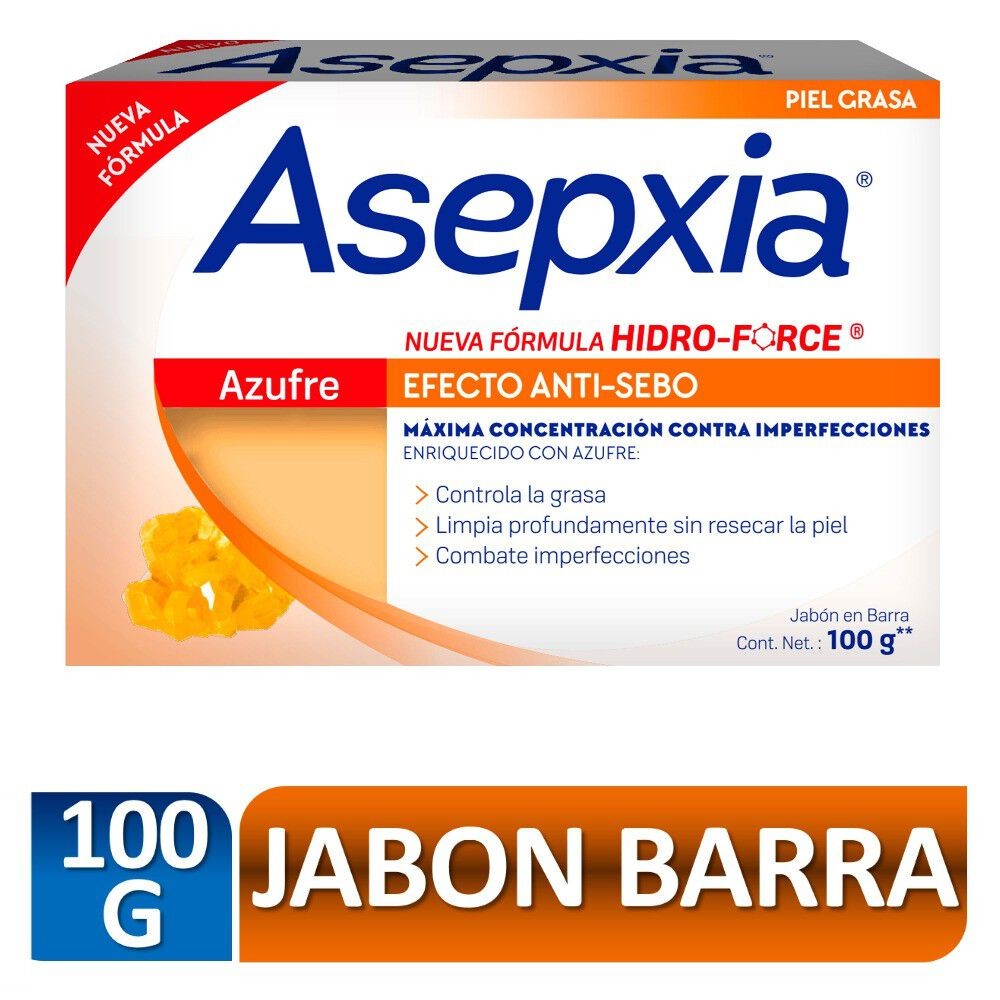 NUEVO
Asepxia
PIEL GRASA
NUEVA
FÓRMULA
Asepxia®
NUEVA FÓRMULA HIDRO-FORCE®
Azufre
EFECTO ANTI-SEBO
MÁXIMA CONCENTRACIÓN CONTRA IMPERFECCIONES
ENRIQUECIDO CON AZUFRE:
> Controla la grasa
> Limpia profundamente sin resecar la piel
> Combate imperfecciones
Jabón en Barra
Cont. Net. : 100 g**
100
G
JABON BARRA